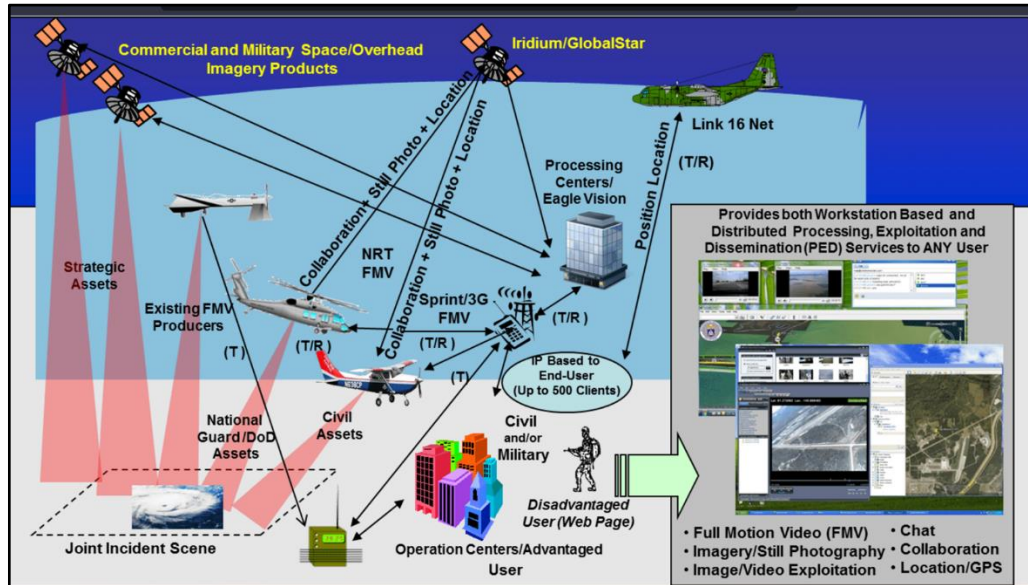 Commercial and Military Space/Overhead
Imagery Products
Iridium/GlobalStar
Link 16 Net
(T/R)
Position Location
Collaboration+ Still Photo + Location
Collaboration + Still Photo + Location
Processing
Centers/
Eagle Vision
NRT
FMV
Strategic
Assets
Existing FMV
Producers
(T)
(T/R)
Sprint/3G
FMV
(T/R)
(T/R)
(T)
IP Based to
End-User
(Up to 500 Clients)
N938CP
National
Guard /DoD
Assets
Civil
Assets
Civil
and/or
Military
Disadvantaged
User (Web Page)
Joint Incident Scene
Operation Centers/Advantaged
User
Provides both Workstation Based and
Distributed Processing, Exploitation and
Dissemination (PED) Services to ANY User
• Full Motion Video (FMV)
• Imagery/Still Photography
• Image/Video Exploitation
• Chat
• Collaboration
• Location/GPS